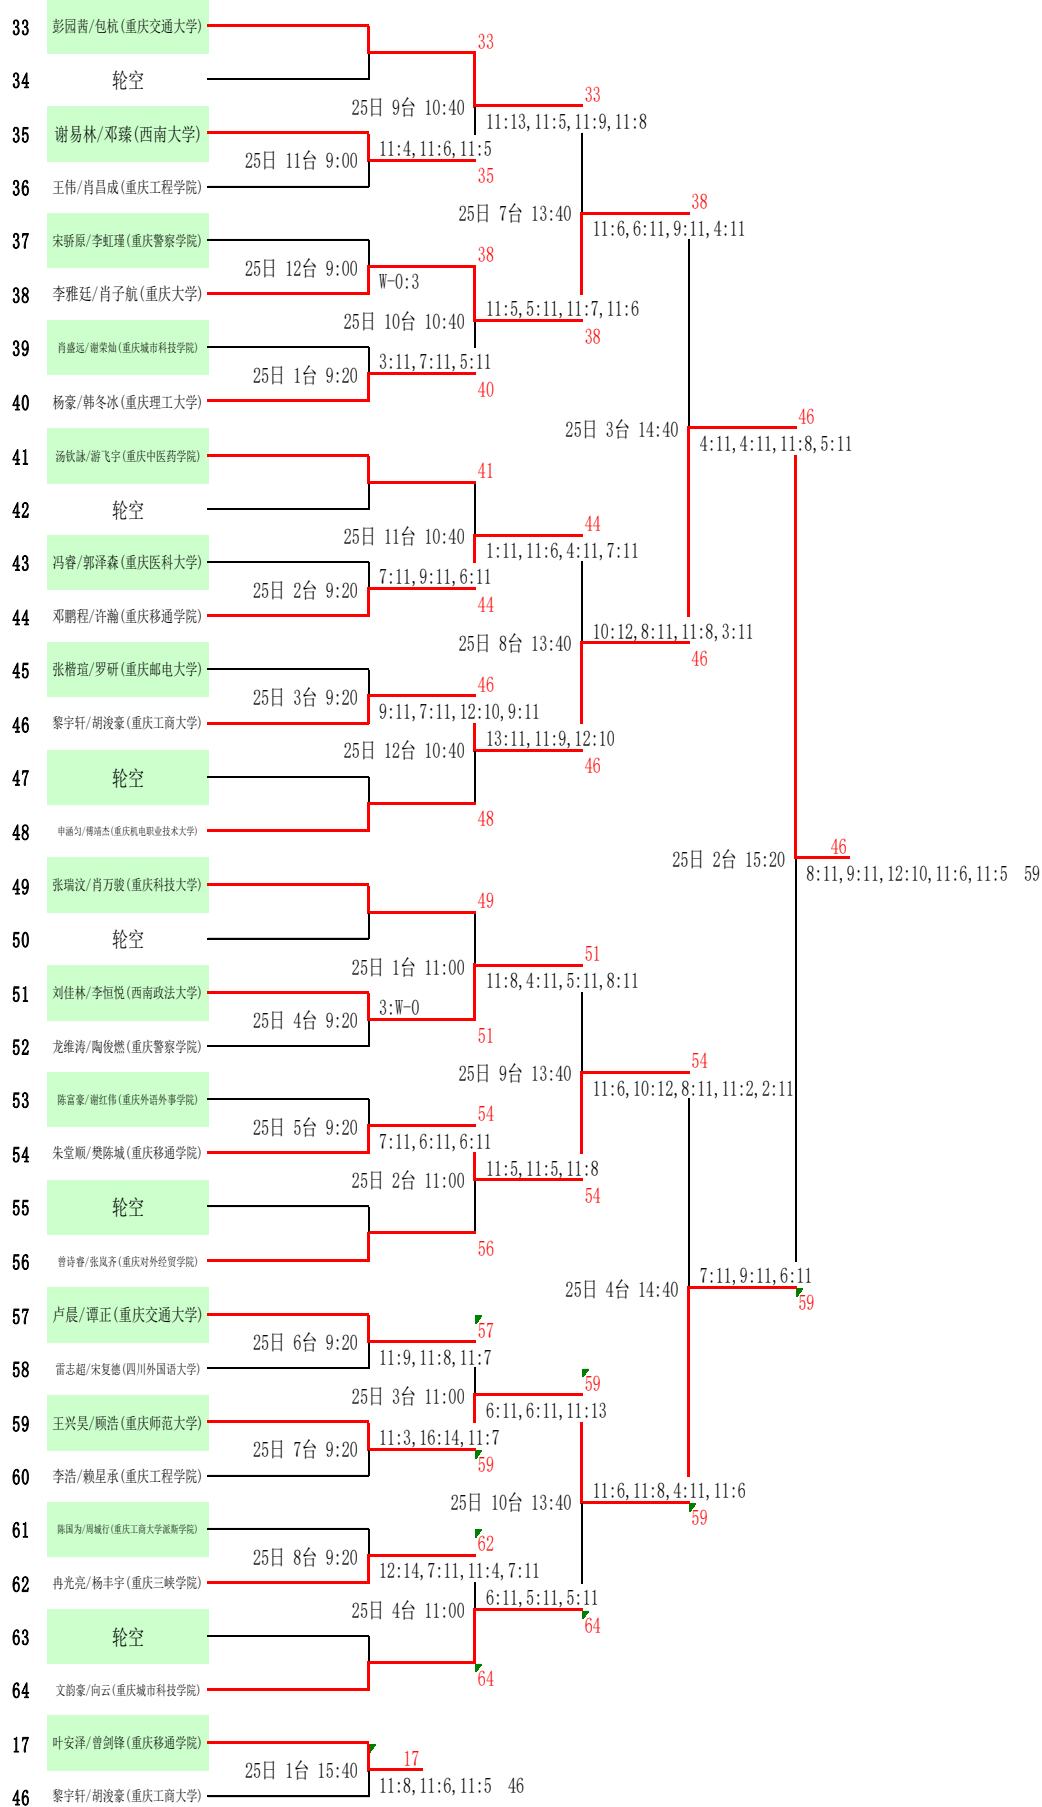 33 彭园茜/包杭(重庆交通大学)
33
34 轮空
25日 9台 10:40
33
11:13,11:5,11:9,11:8
35 谢易林/邓臻(西南大学)
25日 11台 9:00
11:4,11:6,11:5
35
36 王伟/肖昌成(重庆工程学院)
25日 7台 13:40
38
11:6,6:11,9:11,4:11
37 宋骄原/李虹瑾(重庆警察学院)
25日 12台 9:00
38
W-0:3
38 李雅廷/肖子航(重庆大学)
25日 10台 10:40
11:5,5:11,11:7,11:6
38
39 肖盛远/谢荣灿(重庆城市科技学院)
25日 1台 9:20
3:11,7:11,5:11
40
40 杨豪/韩冬冰(重庆理工大学)
25日 3台 14:40
46
4:11,4:11,11:8,5:11
41 汤钦詠/游飞宇(重庆中医药学院)
41
42 轮空
25日 11台 10:40
44
1:11,11:6,4:11,7:11
43 冯睿/郭泽森(重庆医科大学)
25日 2台 9:20
7:11,9:11,6:11
44
44 邓鹏程/许瀚(重庆移通学院)
25日 8台 13:40
10:12,8:11,11:8,3:11
46
45 张楷瑄/罗研(重庆邮电大学)
25日 3台 9:20
46
9:11,7:11,12:10,9:11
46 黎宇轩/胡浚豪(重庆工商大学)
25日 12台 10:40
13:11,11:9,12:10
46
47 轮空
48
48 申涵匀/傅靖杰(重庆机电职业技术大学)
25日 2台 15:20
46
8:11,9:11,12:10,11:6,11:5 59
49 张瑞汶/肖万骏(重庆科技大学)
49
50 轮空
25日 1台 11:00
51
11:8,4:11,5:11,8:11
51 刘佳林/李恒悦(西南政法大学)
25日 4台 9:20
3:W-0
51
52 龙维涛/陶俊燃(重庆警察学院)
25日 9台 13:40
54
11:6,10:12,8:11,11:2,2:11
53 陈富豪/谢红伟(重庆外语外事学院)
25日 5台 9:20
54
7:11,6:11,6:11
54 朱堂顺/樊陈城(重庆移通学院)
25日 2台 11:00
11:5,11:5,11:8
54
55 轮空
56
56 曾诗睿/张岚齐(重庆对外经贸学院)
25日 4台 14:40
7:11,9:11,6:11
59
57 卢晨/谭正(重庆交通大学)
25日 6台 9:20
57
11:9,11:8,11:7
58 雷志超/宋复德(四川外国语大学)
25日 3台 11:00
59
6:11,6:11,11:13
59 王兴昊/顾浩(重庆师范大学)
25日 7台 9:20
11:3,16:14,11:7
59
60 李浩/赖星承(重庆工程学院)
25日 10台 13:40
11:6,11:8,4:11,11:6
59
61 陈国为/周城行(重庆工商大学派斯学院)
25日 8台 9:20
62
12:14,7:11,11:4,7:11
62 冉光亮/杨丰宇(重庆三峡学院)
25日 4台 11:00
6:11,5:11,5:11
64
63 轮空
64
64 文韵豪/向云(重庆城市科技学院)
17 叶安泽/曾剑锋(重庆移通学院)
25日 1台 15:40
17
11:8,11:6,11:5 46
46 黎宇轩/胡浚豪(重庆工商大学)